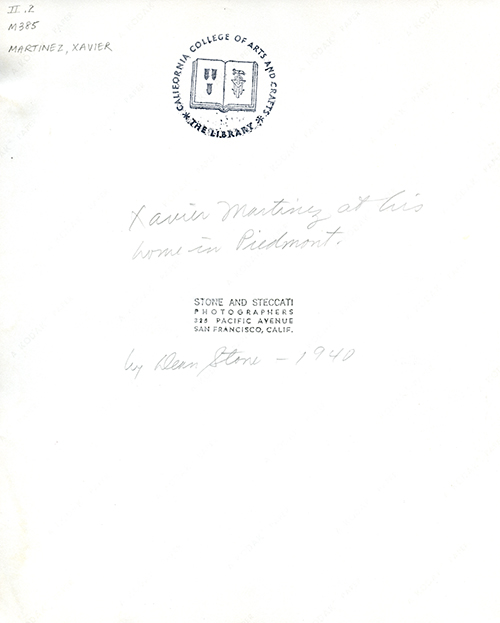 II.2
M385
MARTINEZ, XAVIER
CALIFORNIA COLLEGE OF ARTS AND CRAFTS
* THE LIBRARY *
Xavier Martinez at his
home in Piedmont.
STONE AND STECCATI
PHOTOGRAPHERS
328 PACIFIC AVENUE
SAN FRANCISCO, CALIF.
by Dean Stone – 1940